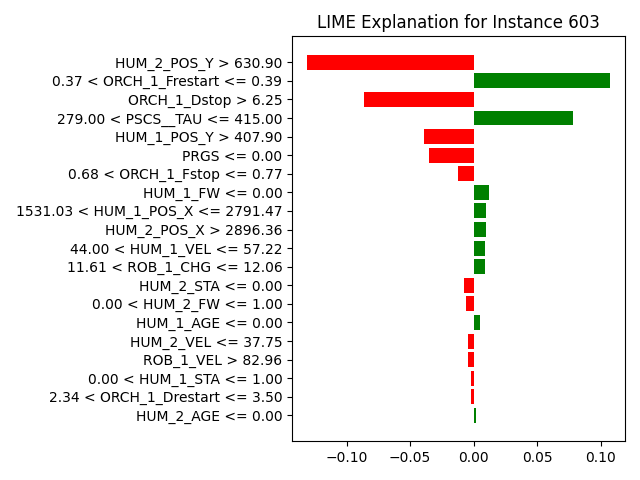 LIME Explanation for Instance 603
HUM_2_POS_Y > 630.90
0.37 < ORCH_1_Frestart <= 0.39
ORCH_1_Dstop > 6.25
279.00 < PSCS__TAU <= 415.00
HUM_1_POS_Y > 407.90
PRGS <= 0.00
0.68 < ORCH_1_Fstop <= 0.77
HUM_1_FW <= 0.00
1531.03 < HUM_1_POS_X <= 2791.47
HUM_2_POS_X > 2896.36
44.00 < HUM_1_VEL <= 57.22
11.61 < ROB_1_CHG <= 12.06
HUM_2_STA <= 0.00
0.00 < HUM_2_FW <= 1.00
HUM_1_AGE <= 0.00
HUM_2_VEL <= 37.75
ROB_1_VEL > 82.96
0.00 < HUM_1_STA <= 1.00
2.34 < ORCH_1_Drestart <= 3.50
HUM_2_AGE <= 0.00
−0.10 −0.05 0.00 0.05 0.10